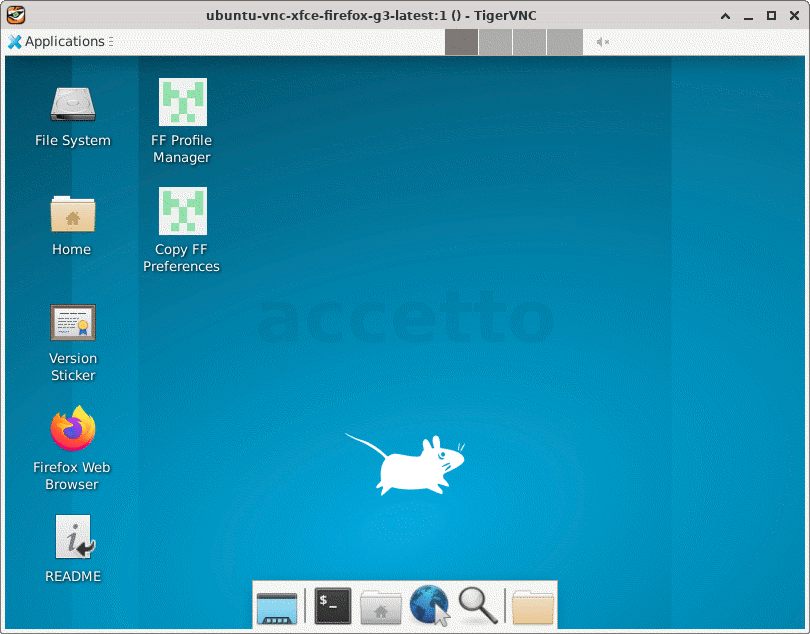 ubuntu-vnc-xfce-firefox-g3-latest:1 () - TigerVNC
Applications
File System
FF Profile
Manager
Home
Copy FF
Preferences
accetto
Version
Sticker
Firefox Web
Browser
README
$_